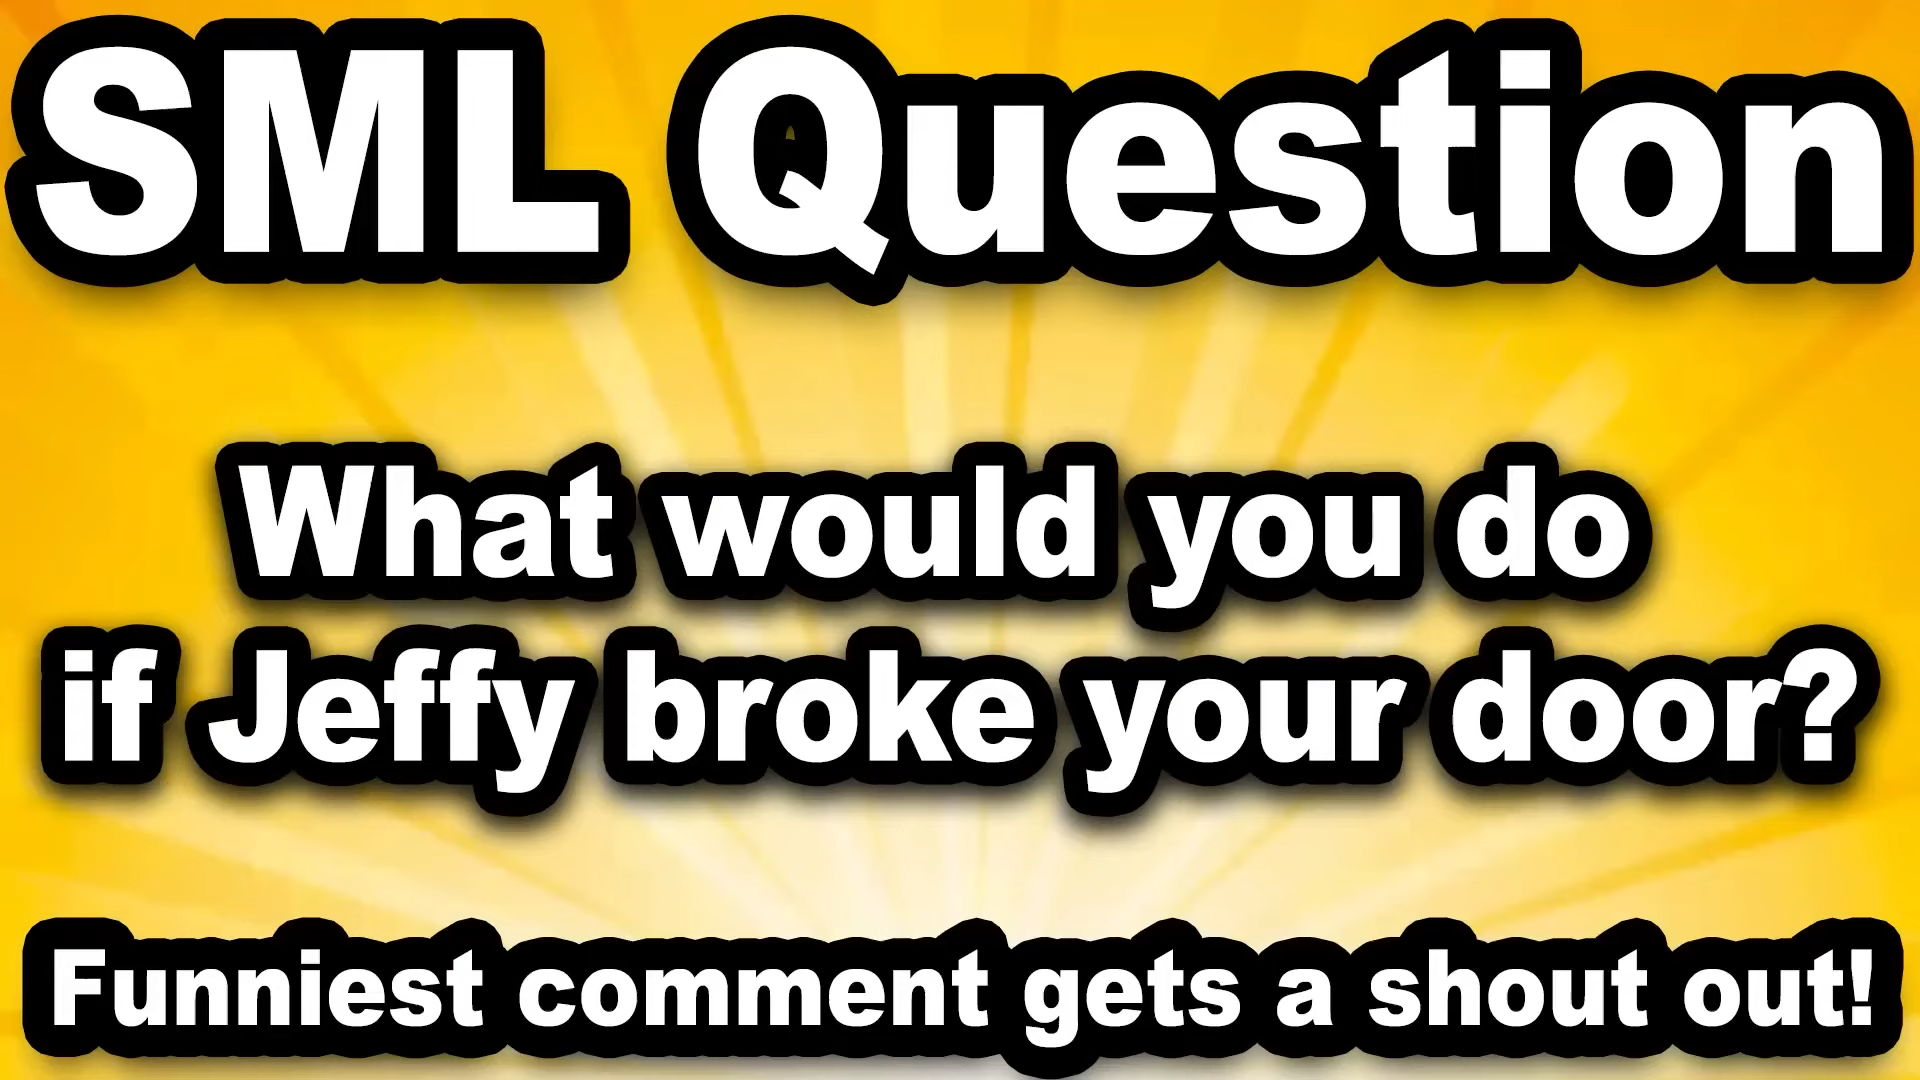 SML Question
What would you do
if Jeffy broke your door?
Funniest comment gets a shout out!